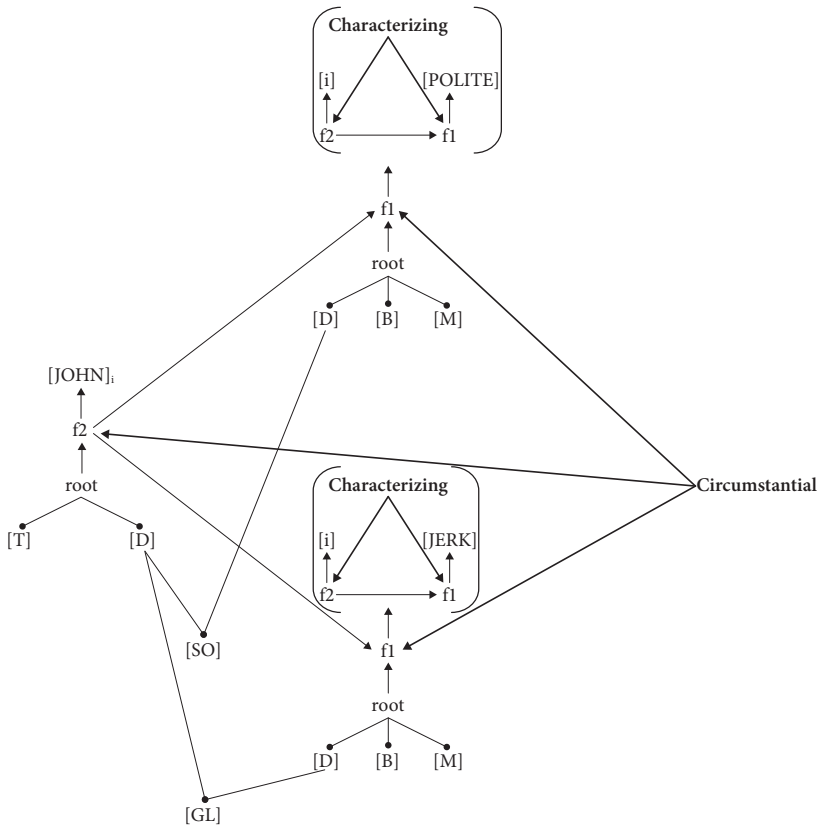 Characterizing
[i] [POLITE]
f2 f1
f1
root
[D] [B] [M]
[JOHN]ᵢ
f2
root
Characterizing
Circumstantial
[T] [D]
[i] [JERK]
f2 f1
[SO]
f1
root
[D] [B] [M]
[GL]